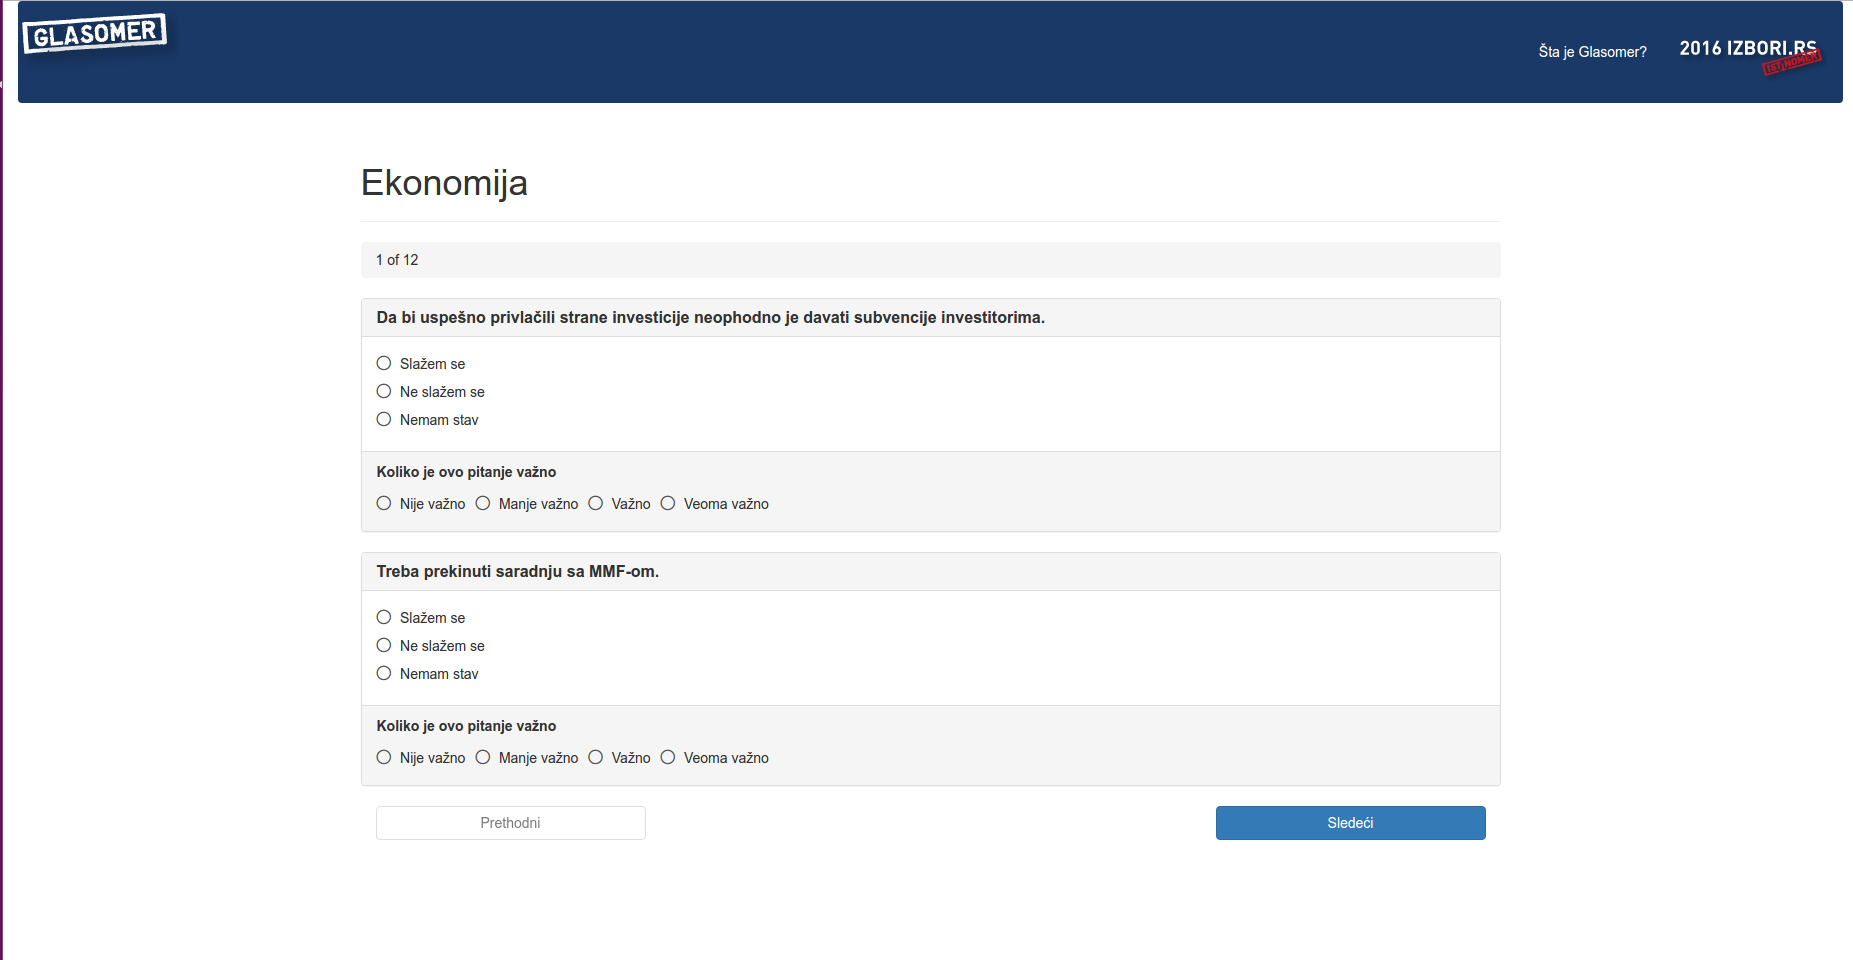 GLASOMER
Šta je Glasomer?
2016 IZBORI.RS
ISTINOMER
Ekonomija
1 of 12
Da bi uspešno privlačili strane investicije neophodno je davati subvencije investitorima.
Slažem se
Ne slažem se
Nemam stav
Koliko je ovo pitanje važno
Nije važno Manje važno Važno Veoma važno
Treba prekinuti saradnju sa MMF-om.
Slažem se
Ne slažem se
Nemam stav
Koliko je ovo pitanje važno
Nije važno Manje važno Važno Veoma važno
Prethodni Sledeći